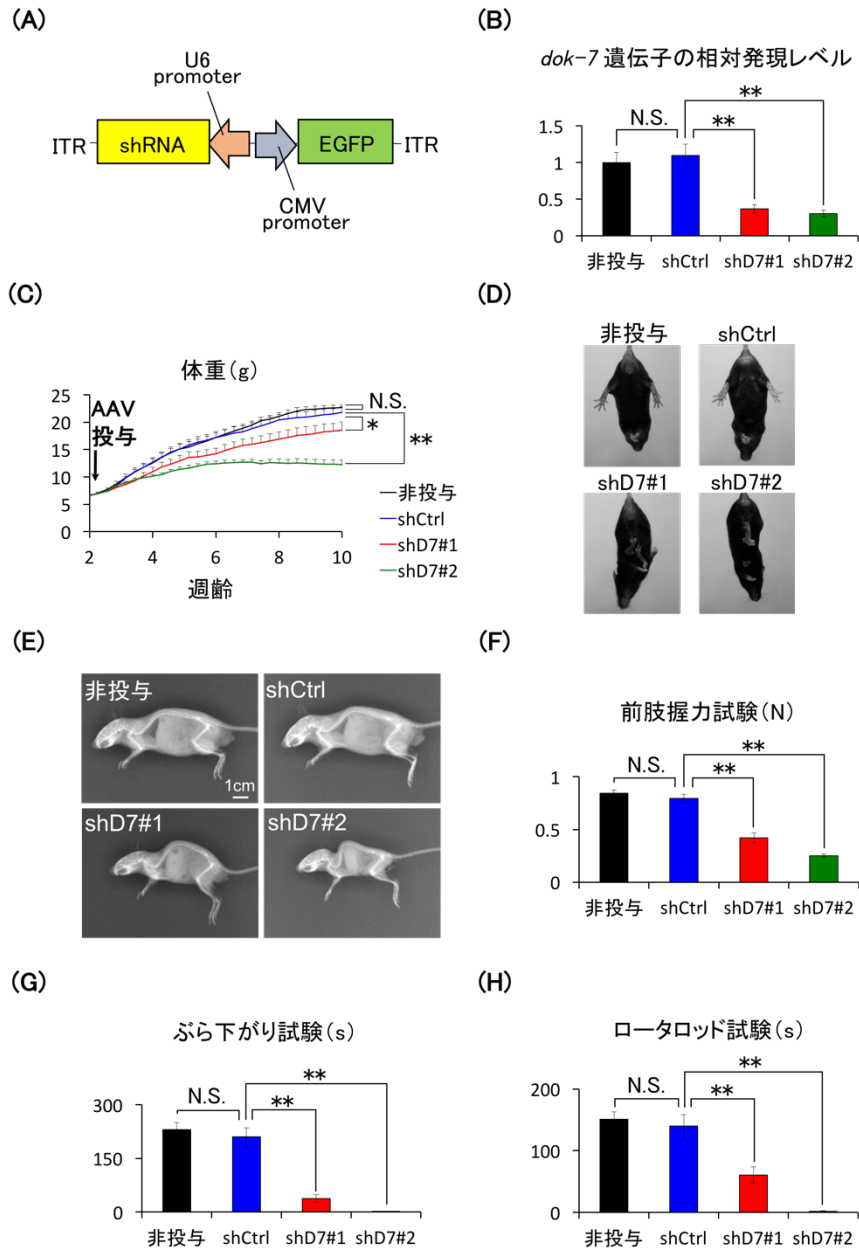 (A)
U6
promoter
ITR shRNA EGFP ITR
CMV
promoter
(B)
dok-7 遺伝子の相対発現レベル
**
N.S. **
1.5
1
0.5
0
非投与 shCtrl shD7#1 shD7#2
(C)
体重(g)
25
20
15
10
5
0
AAV
投与
N.S.
*
**
非投与
shCtrl
shD7#1
shD7#2
2 4 6 8 10
週齢
(D)
非投与 shCtrl
shD7#1 shD7#2
(E)
非投与 shCtrl
1cm
shD7#1 shD7#2
(F)
前肢握力試験(N)
**
N.S. **
1
0.5
0
非投与 shCtrl shD7#1 shD7#2
(G)
ぶら下がり試験(s)
**
N.S. **
300
150
0
非投与 shCtrl shD7#1 shD7#2
(H)
ロータロッド試験(s)
**
N.S. **
200
100
0
非投与 shCtrl shD7#1 shD7#2